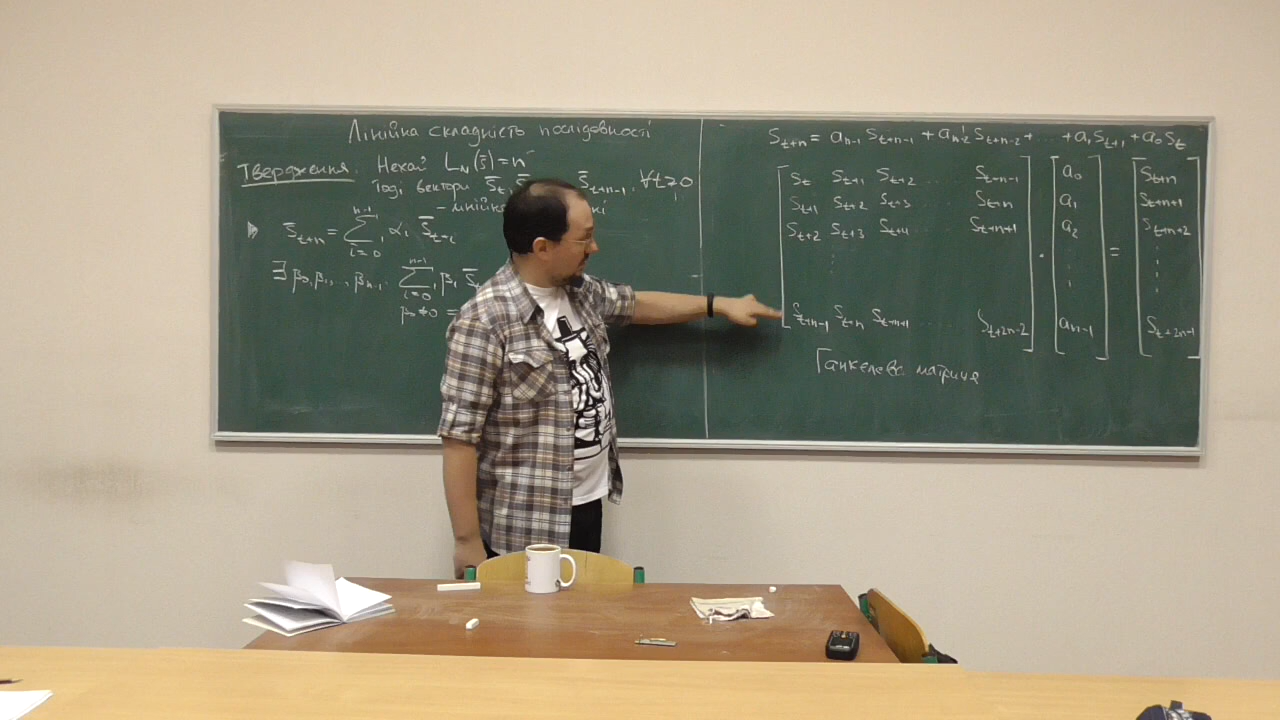 Лінійна складність послідовності
Твердження. Нехай L_N(s̄) = n
Тоді вектори s̄_t, s̄_{t+n-1}, ∀t≥0
s̄_{t+n} = ∑_{i=0}^{n-1} α_i s̄_{t+i}
∃ β_0, β_1, ..., β_{n-1} ∑_{i=0}^{n-1} β_i s̄
β_0 ≠ 0
S_{t+n} = a_{n-1} S_{t+n-1} + a_{n-2} S_{t+n-2} + ... + a_1 S_{t+1} + a_0 S_t
S_t S_{t+1} S_{t+2} ... S_{t+n-1} a_0 S_{t+n}
S_{t+1} S_{t+2} S_{t+3} ... S_{t+n} a_1 S_{t+n+1}
S_{t+2} S_{t+3} S_{t+4} ... S_{t+n+1} · a_2 = S_{t+n+2}
S_{t+n-1} S_{t+n} S_{t+n+1} ... S_{t+2n-2} a_{n-1} S_{t+2n-1}
Ганкелева матриця